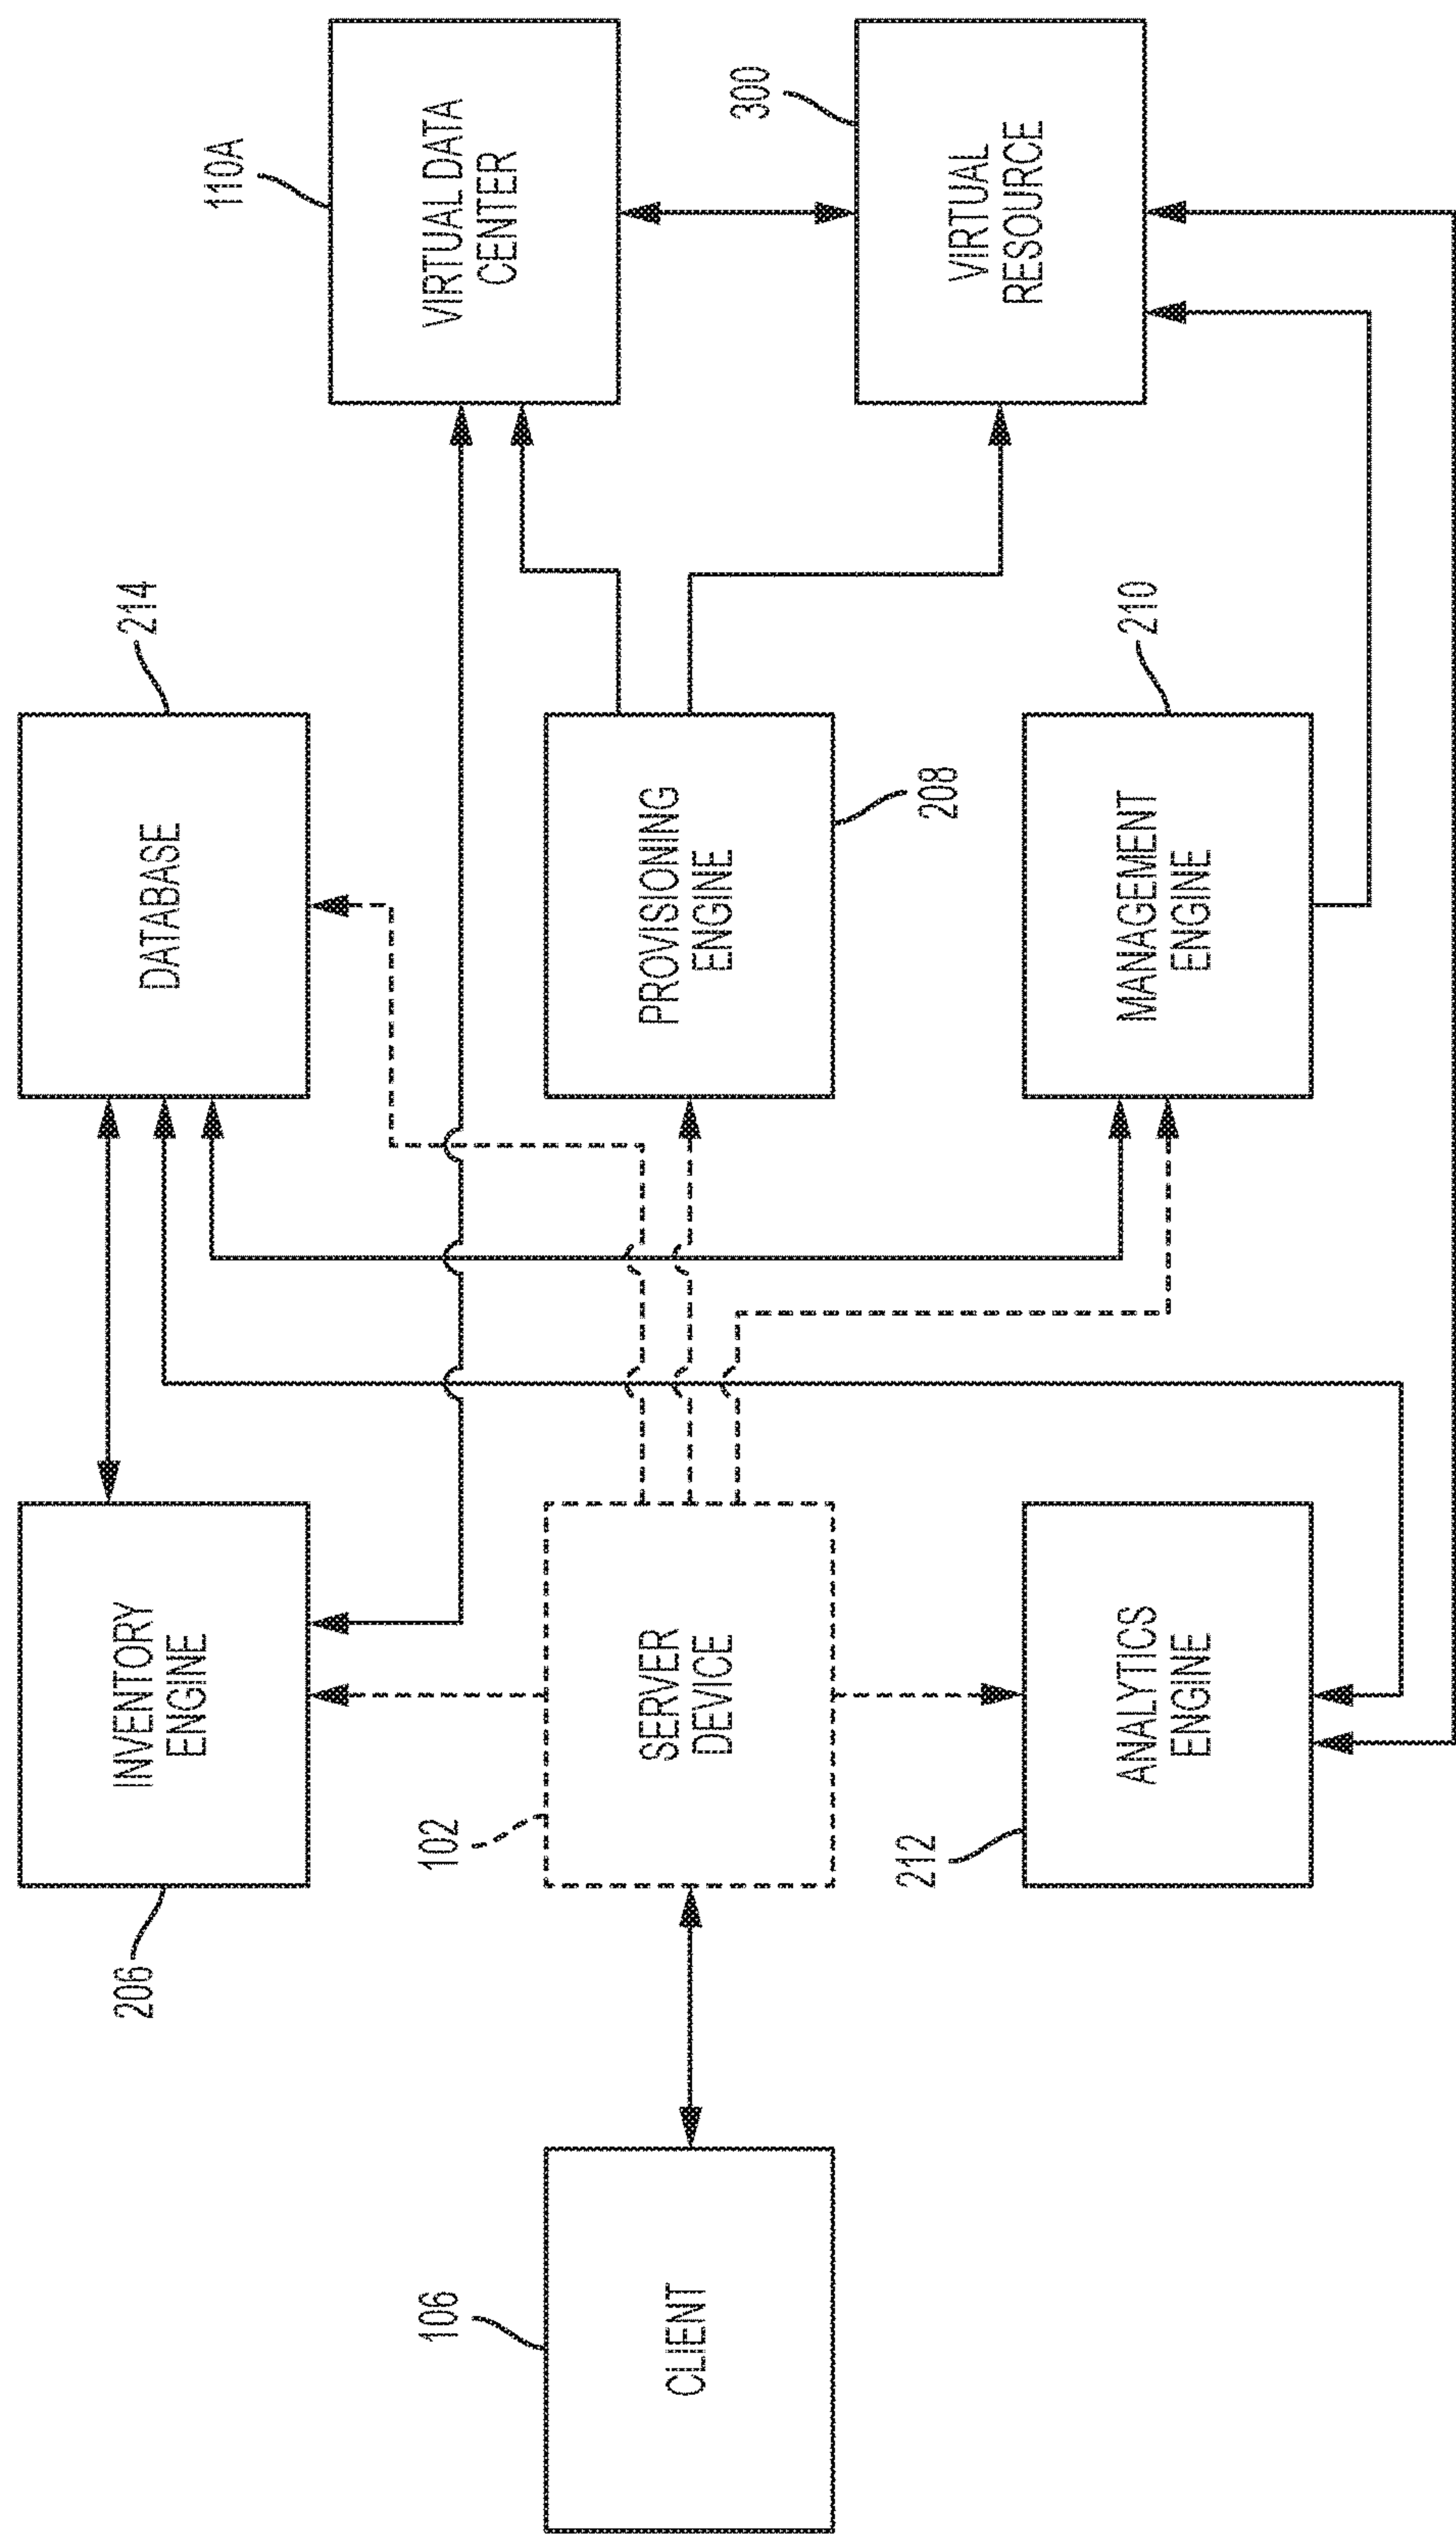 206
INVENTORY
ENGINE
DATABASE
214
110A
VIRTUAL DATA
CENTER
106
CLIENT
102
SERVER
DEVICE
PROVISIONING
ENGINE
208
300
VIRTUAL
RESOURCE
212
ANALYTICS
ENGINE
MANAGEMENT
ENGINE
210